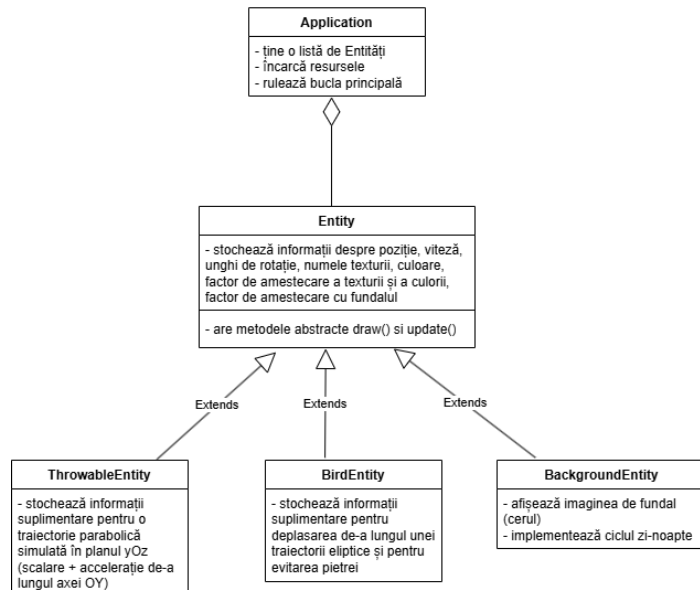 Application
- ține o listă de Entități
- încarcă resursele
- rulează bucla principală
Entity
- stochează informații despre poziție, viteză,
unghi de rotație, numele texturii, culoare,
factor de amestecare a texturii și a culorii,
factor de amestecare cu fundalul
- are metodele abstracte draw() si update()
Extends
Extends
Extends
ThrowableEntity
- stochează informații
suplimentare pentru o
traiectorie parabolică
simulată în planul yOz
(scalare + accelerație de-a
lungul axei OY)
BirdEntity
- stochează informații
suplimentare pentru
deplasarea de-a lungul unei
traiectorii eliptice și pentru
evitarea pietrei
BackgroundEntity
- afișează imaginea de fundal
(cerul)
- implementează ciclul zi-noapte